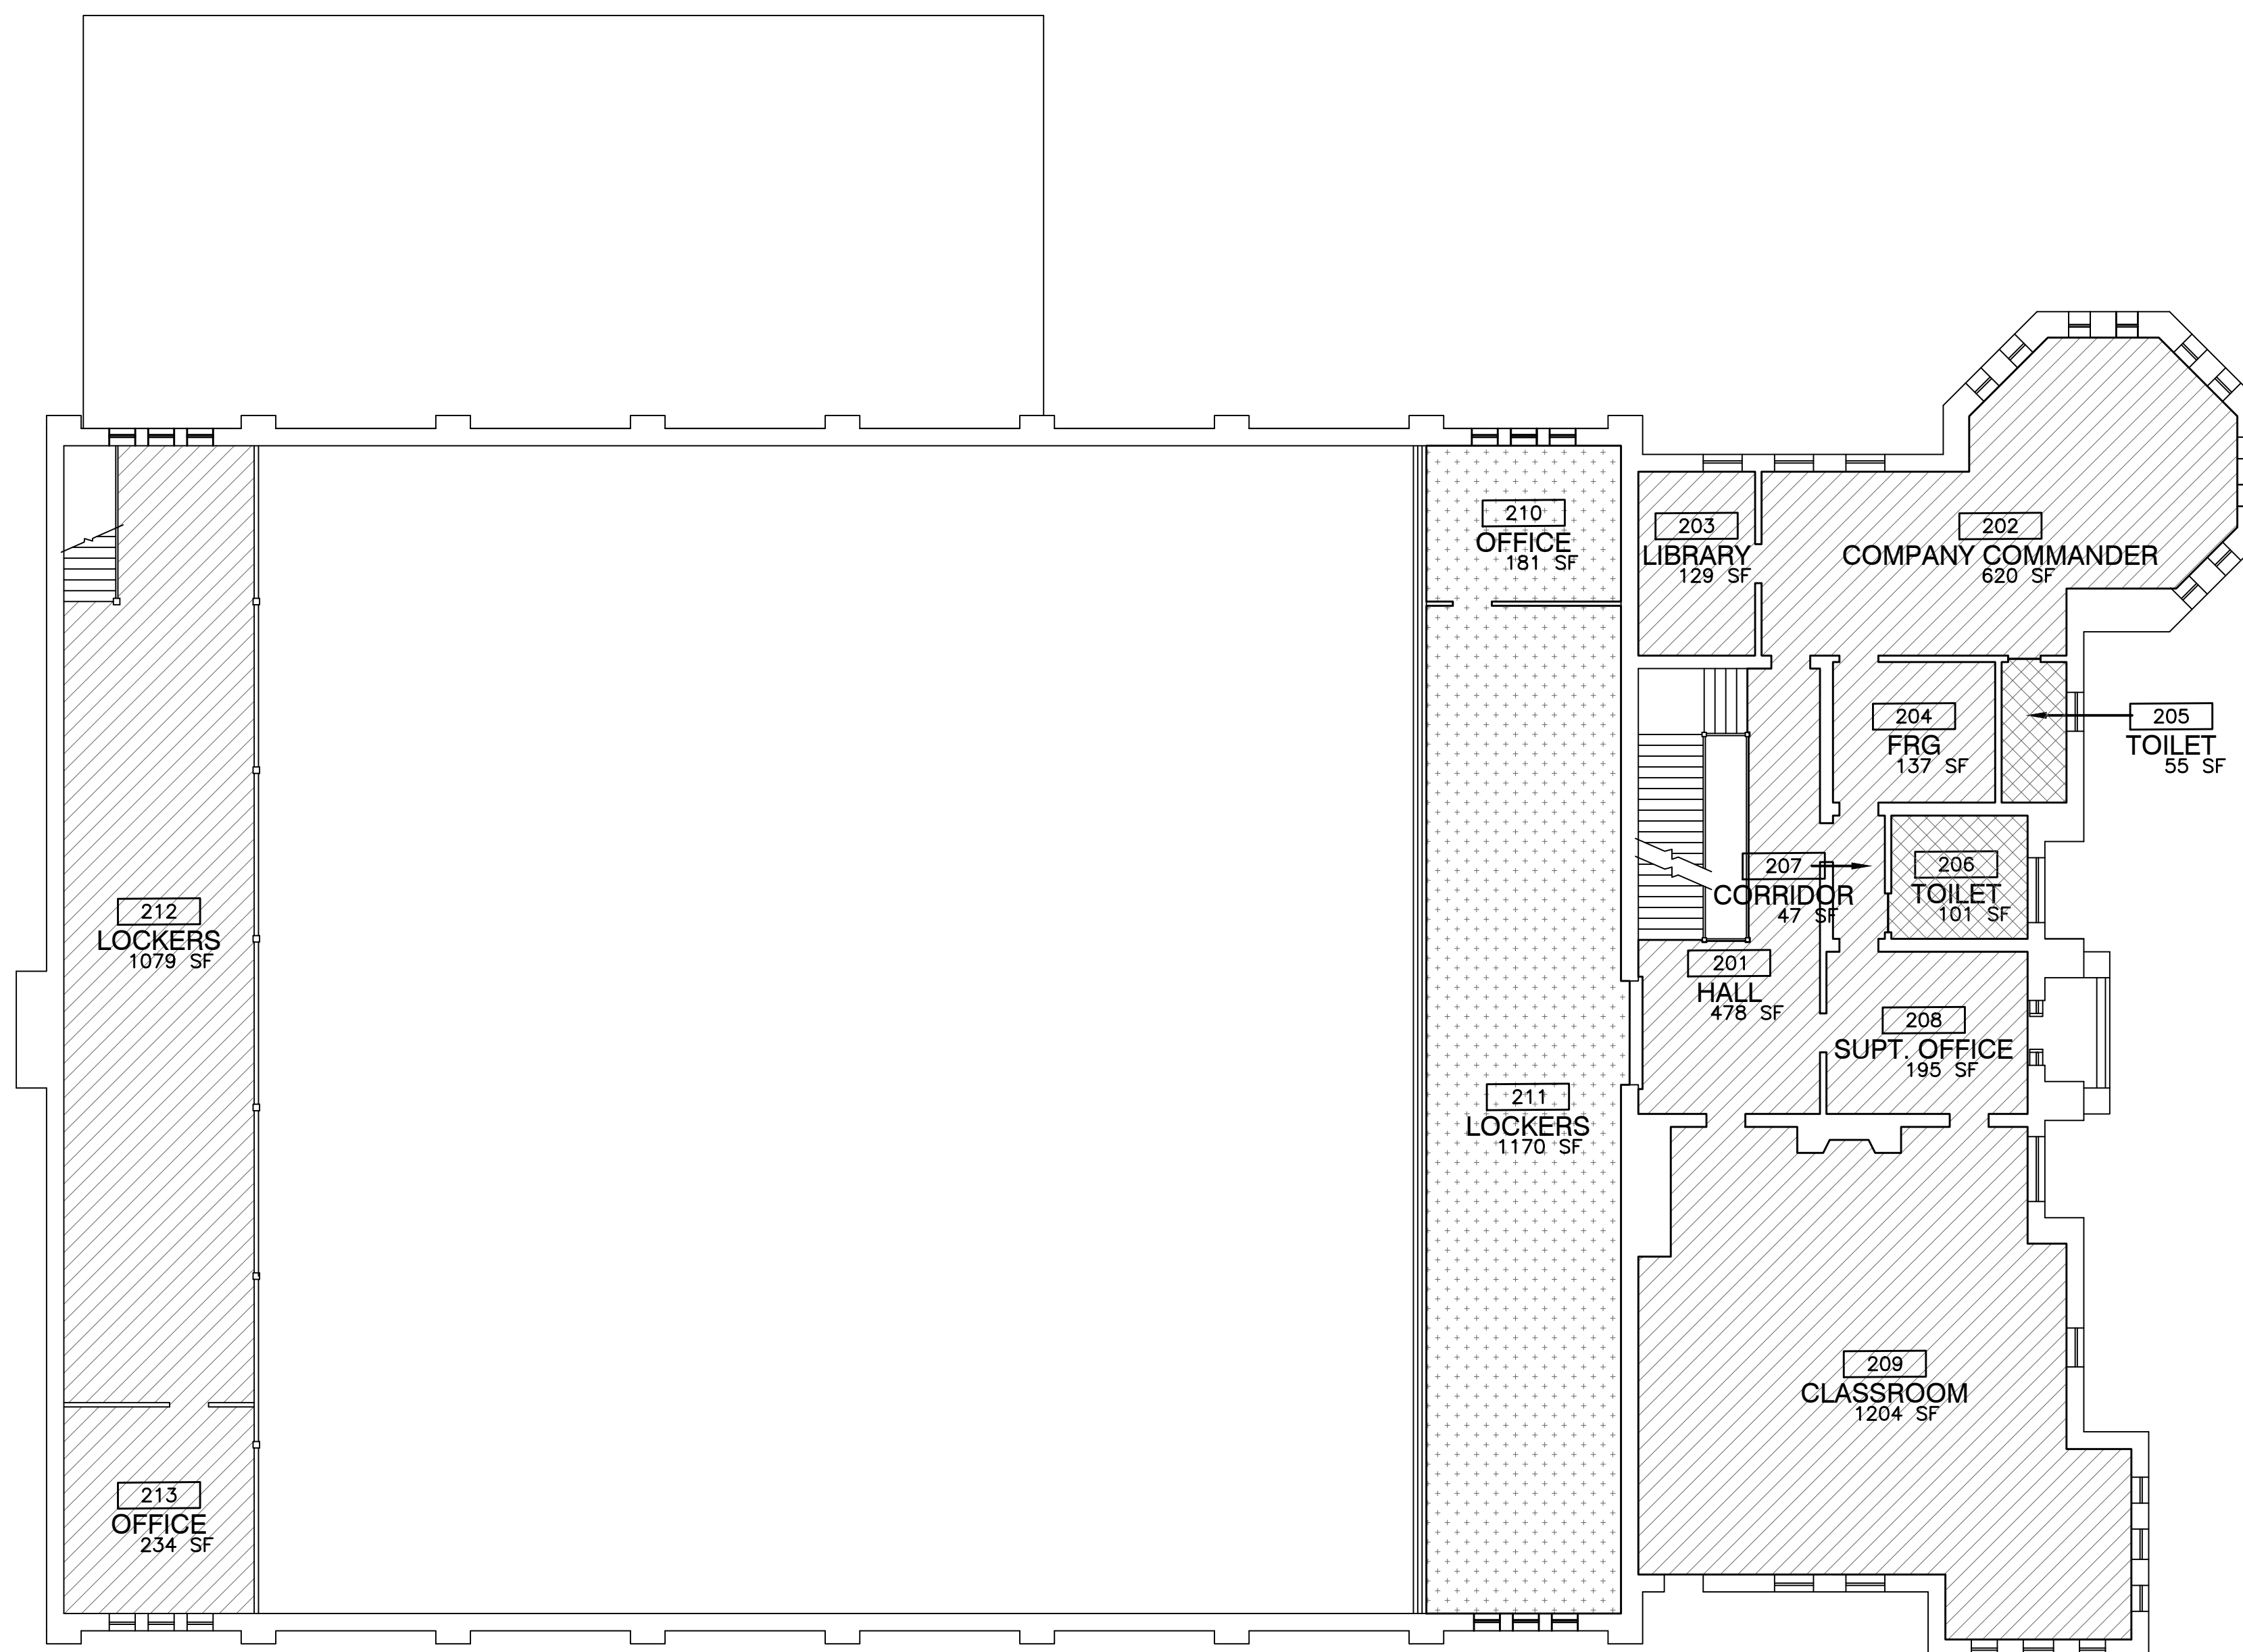 210
OFFICE
181 SF
203
LIBRARY
129 SF
202
COMPANY COMMANDER
620 SF
204
FRG
137 SF
205
TOILET
55 SF
207
CORRIDOR
47 SF
206
TOILET
101 SF
212
LOCKERS
1079 SF
201
HALL
478 SF
208
SUPT. OFFICE
195 SF
211
LOCKERS
1170 SF
209
CLASSROOM
1204 SF
213
OFFICE
234 SF